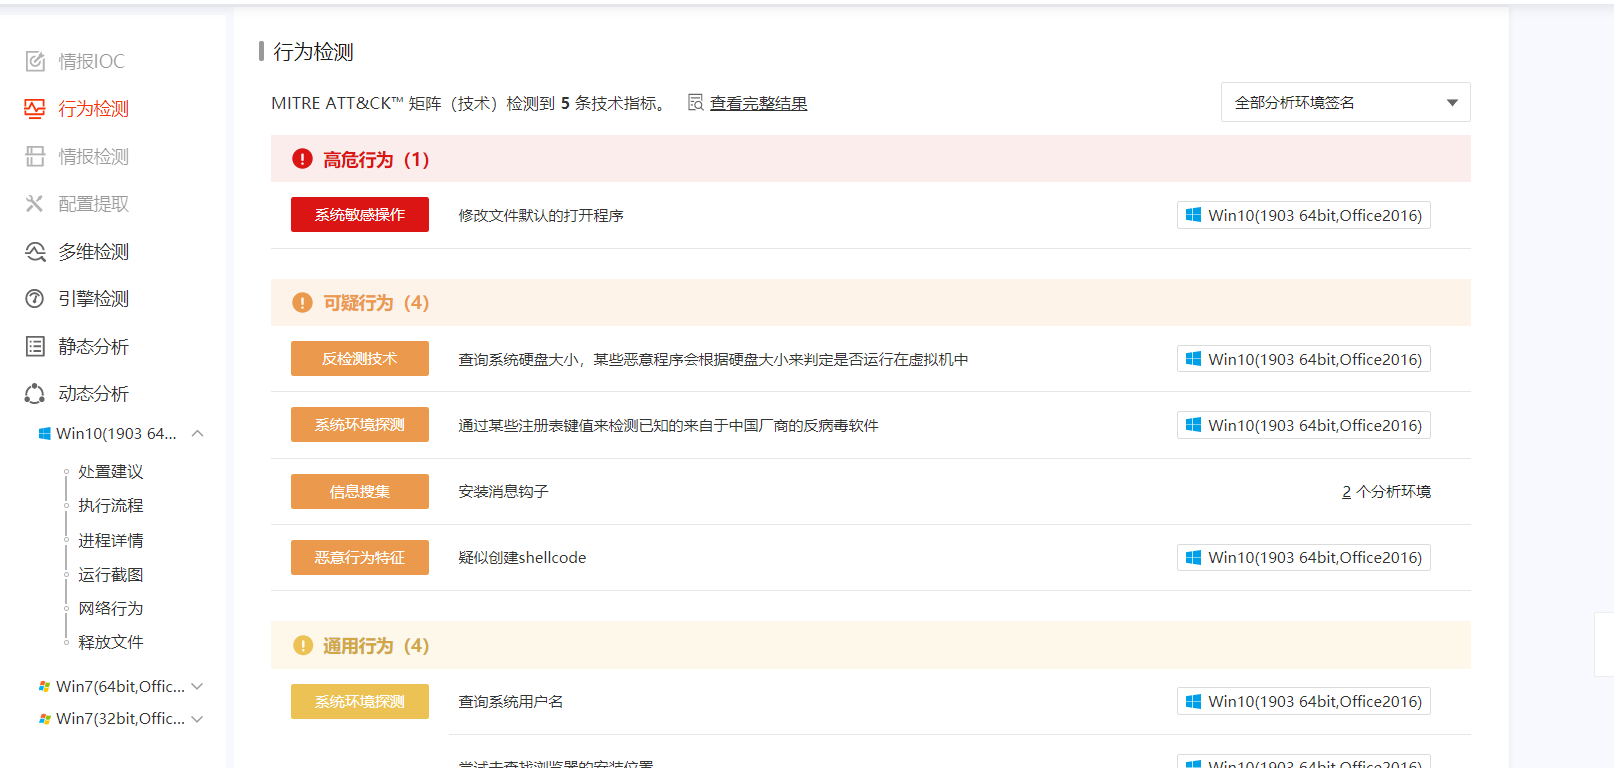 情报IOC
行为检测
情报检测
配置提取
多维检测
引擎检测
静态分析
动态分析
Win10(1903 64...
处置建议
执行流程
进程详情
运行截图
网络行为
释放文件
Win7(64bit,Offic...
Win7(32bit,Offic...
行为检测
MITRE ATT&CK™ 矩阵（技术）检测到 5 条技术指标。 查看完整结果
全部分析环境签名
高危行为（1）
系统敏感操作 修改文件默认的打开程序 Win10(1903 64bit,Office2016)
可疑行为（4）
反检测技术 查询系统硬盘大小，某些恶意程序会根据硬盘大小来判定是否运行在虚拟机中 Win10(1903 64bit,Office2016)
系统环境探测 通过某些注册表键值来检测已知的来自于中国厂商的反病毒软件 Win10(1903 64bit,Office2016)
信息搜集 安装消息钩子 2 个分析环境
恶意行为特征 疑似创建shellcode Win10(1903 64bit,Office2016)
通用行为（4）
系统环境探测 查询系统用户名 Win10(1903 64bit,Office2016)
尝试去查找浏览器的安装位置 Win10(1903 64bit,Office2016)